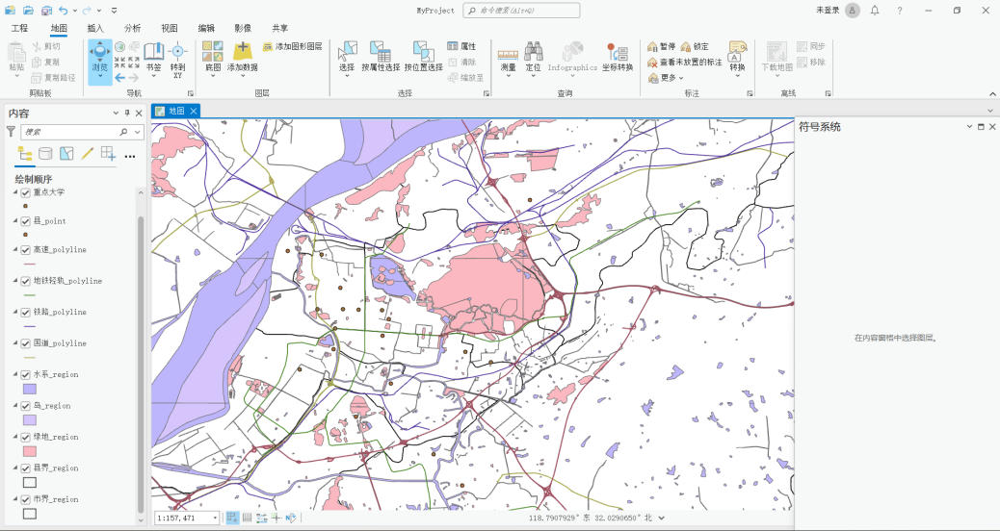 MyProject
命令搜索(Alt+Q)
未登录
工程 地图 插入 分析 视图 编辑 影像 共享
粘贴
剪切
复制
复制路径
剪贴板
浏览
书签
转到 XY
导航
底图
添加数据
添加图形图层
图层
选择
按属性选择
按位置选择
属性
清除
缩放至
选择
测量
定位
Infographics
坐标转换
查询
暂停 锁定
查看未放置的标注
更多
转换
标注
下载地图
同步
移除
离线
内容
搜索
绘制顺序
重点大学
县_point
高速_polyline
地铁轻轨_polyline
铁路_polyline
国道_polyline
水系_region
岛_region
绿地_region
县界_region
市界_region
地图
1:157,471
118.7907929° 东 32.0290650° 北
符号系统
在内容窗格中选择图层。